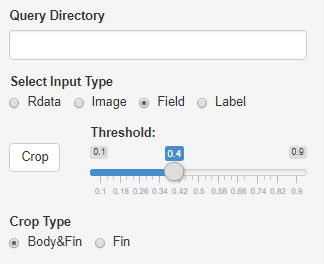 Query Directory
Select Input Type
Rdata Image Field Label
Threshold:
Crop
0.1 0.4 0.9
0.1 0.18 0.26 0.34 0.42 0.5 0.58 0.66 0.74 0.82 0.9
Crop Type
Body&Fin Fin